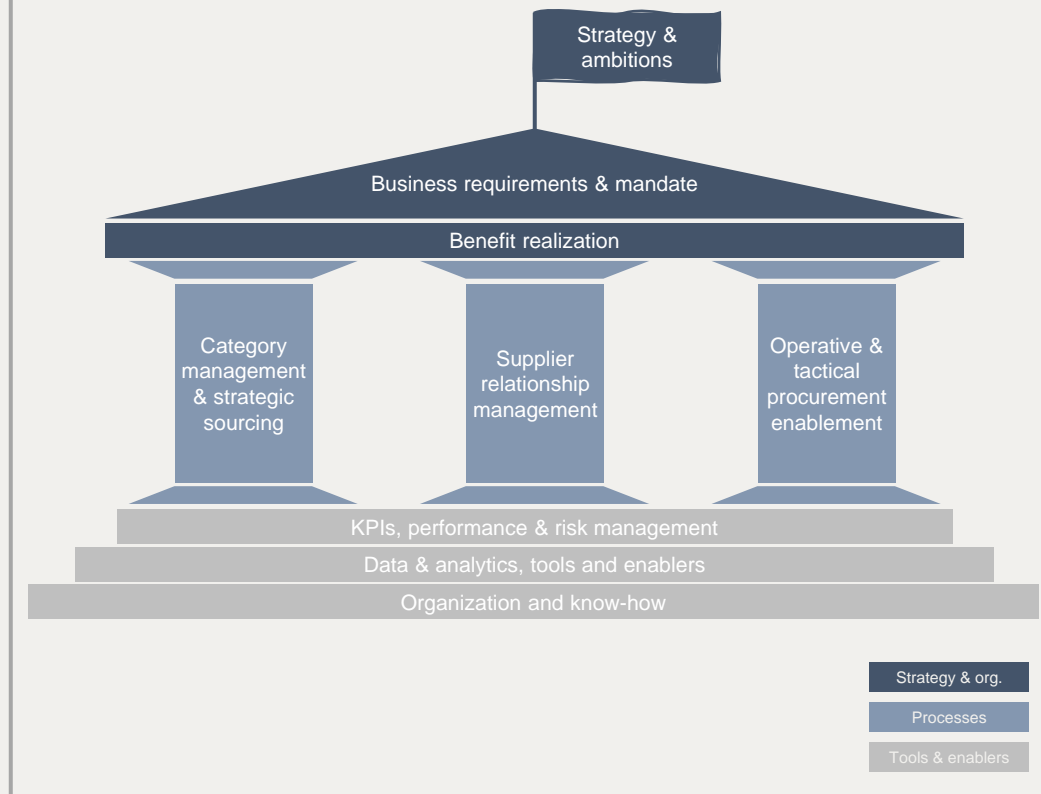 Strategy &
ambitions
Business requirements & mandate
Benefit realization
Category
management
& strategic
sourcing
Supplier
relationship
management
Operative &
tactical
procurement
enablement
KPIs, performance & risk management
Data & analytics, tools and enablers
Organization and know-how
Strategy & org.
Processes
Tools & enablers